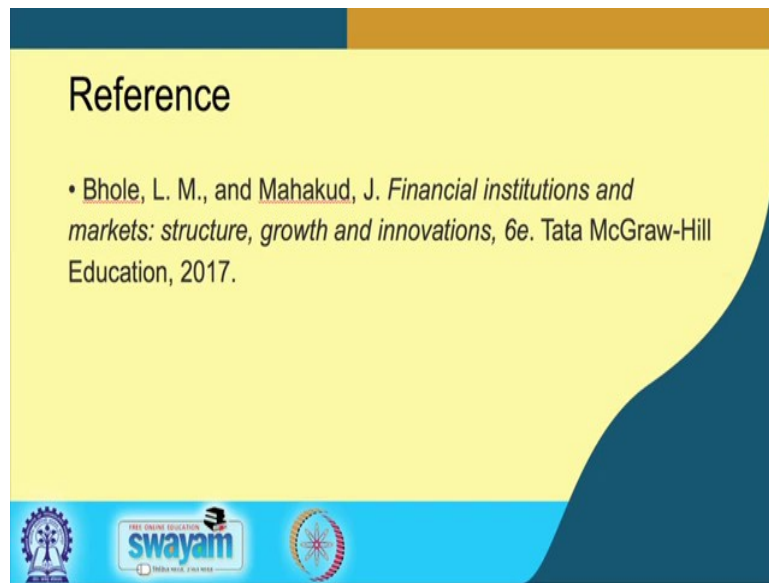 Reference
• Bhole, L. M., and Mahakud, J. Financial institutions and
markets: structure, growth and innovations, 6e. Tata McGraw-Hill
Education, 2017.
FREE ONLINE EDUCATION
swayam